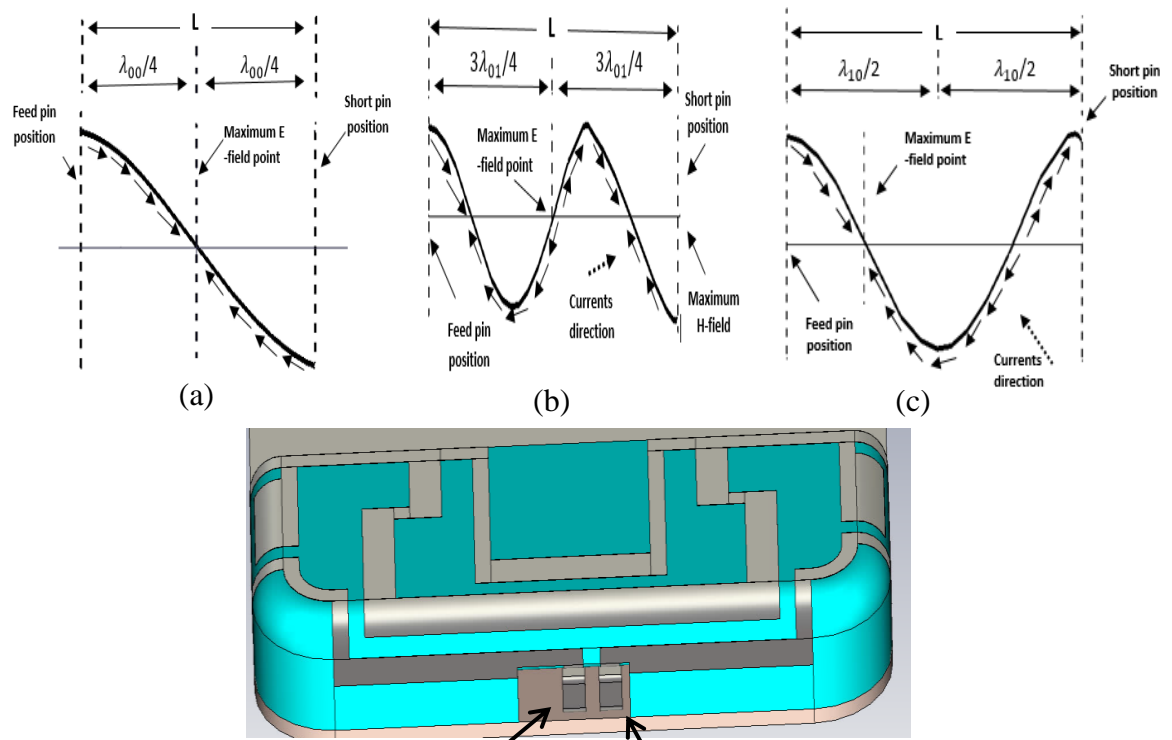 L
λ₀₀/4
λ₀₀/4
Feed pin
position
Maximum E
-field point
Short pin
position
(a)
L
3λ₀₁/4
3λ₀₁/4
Maximum
E-field point
Short pin
position
Feed pin
position
Currents
direction
Maximum
H-field
(b)
L
λ₁₀/2
λ₁₀/2
Short pin
position
Maximum E
-field point
Feed pin
position
Currents
direction
(c)